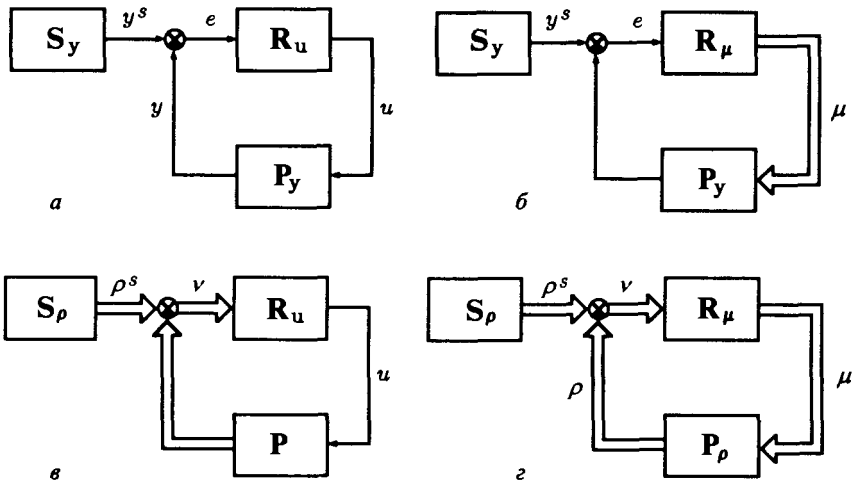 S_y y^s e R_u
y u
P_y
а
S_y y^s e R_μ
μ
P_y
б
S_ρ ρ^s ν R_u
u
P
в
S_ρ ρ^s ν R_μ
ρ μ
P_ρ
г